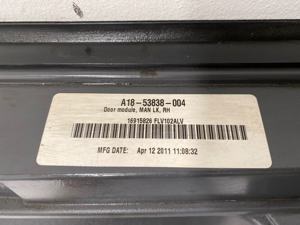 A18-53838-004
Door module, MAN LK, RH
16915826 FLV102ALV
MFG DATE: Apr 12 2011 11:08:32